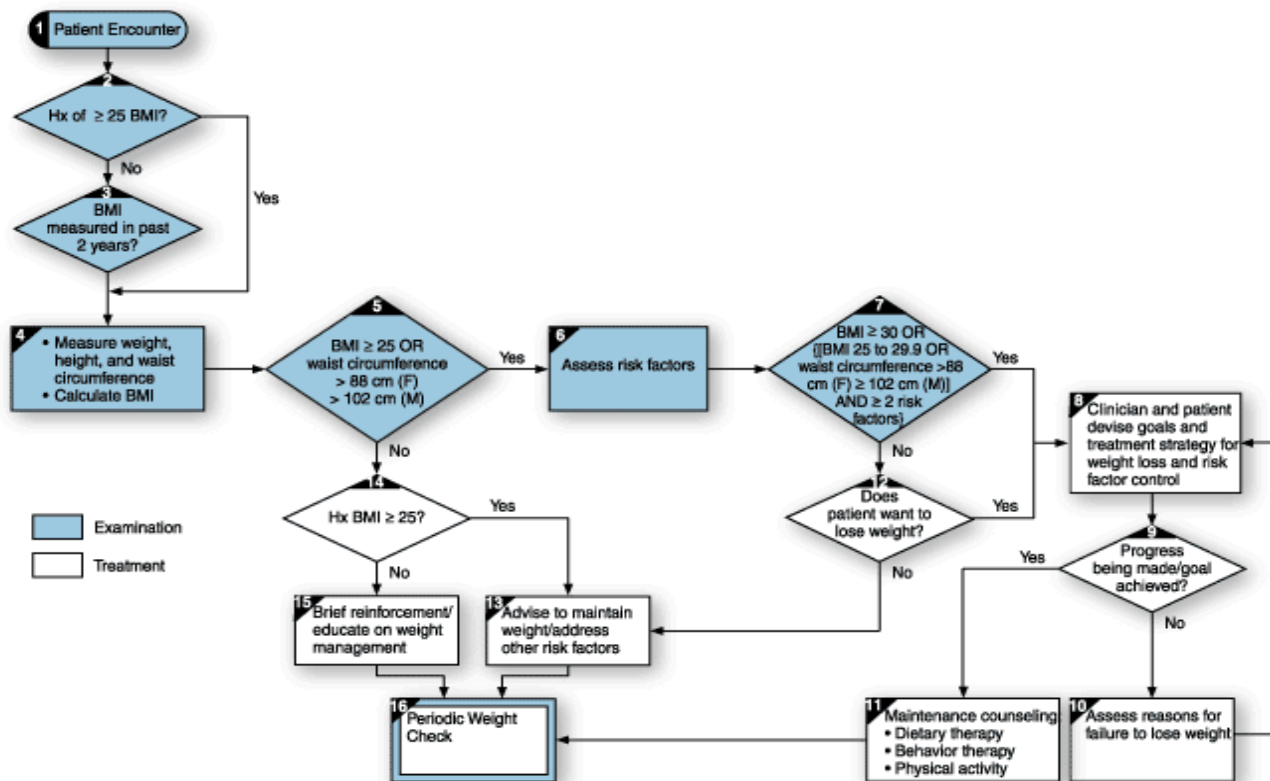 1 Patient Encounter
2
Hx of ≥ 25 BMI?
No
Yes
3
BMI
measured in past
2 years?
4
• Measure weight,
height, and waist
circumference
• Calculate BMI
5
BMI ≥ 25 OR
waist circumference
> 88 cm (F)
> 102 cm (M)
Yes
No
6
Assess risk factors
7
BMI ≥ 30 OR
{[BMI 25 to 29.9 OR
waist circumference >88
cm (F) ≥ 102 cm (M)]
AND ≥ 2 risk
factors}
Yes
No
8
Clinician and patient
devise goals and
treatment strategy for
weight loss and risk
factor control
9
Progress
being made/goal
achieved?
Yes
No
12
Does
patient want to
lose weight?
Yes
No
14
Hx BMI ≥ 25?
Yes
No
Examination
Treatment
15
Brief reinforcement/
educate on weight
management
13
Advise to maintain
weight/address
other risk factors
16
Periodic Weight
Check
11
Maintenance counseling:
• Dietary therapy
• Behavior therapy
• Physical activity
10
Assess reasons for
failure to lose weight